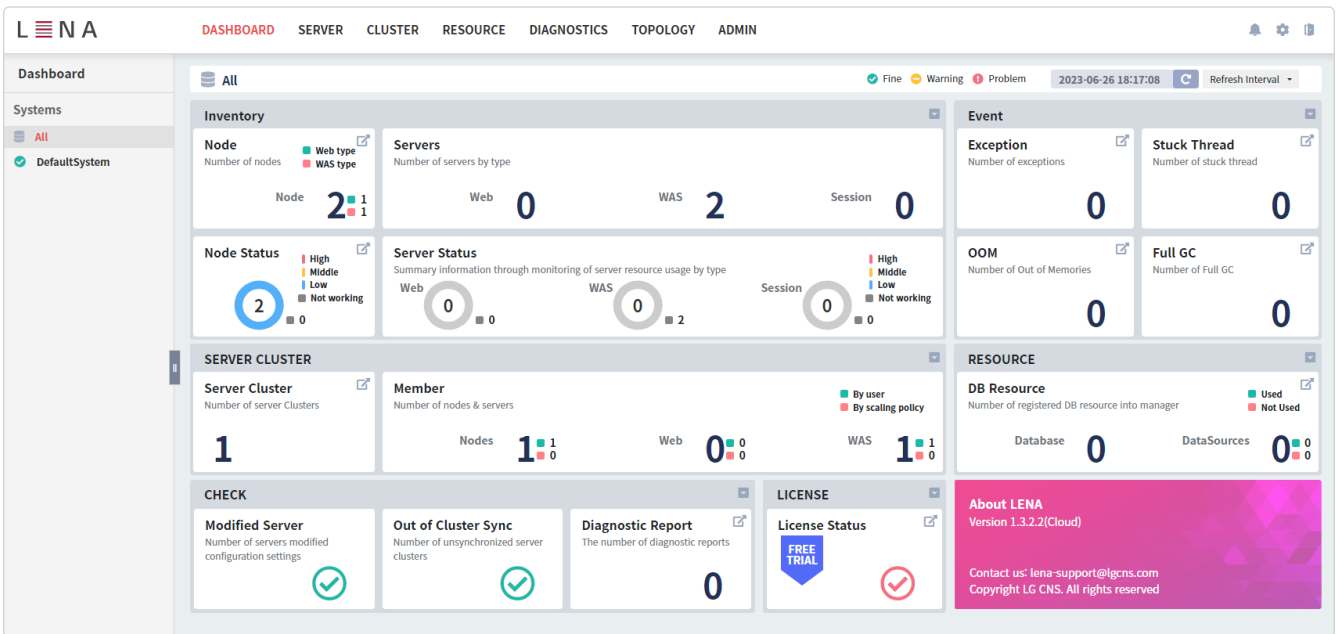 LENA
DASHBOARD SERVER CLUSTER RESOURCE DIAGNOSTICS TOPOLOGY ADMIN
Dashboard
Systems
All
DefaultSystem
All
Fine Warning Problem 2023-06-26 18:17:08 Refresh Interval
Inventory
Node
Number of nodes
Web type
WAS type
Node 2 1
1
Servers
Number of servers by type
Web 0 WAS 2 Session 0
Node Status
High
Middle
Low
Not working
2 0
Server Status
Summary information through monitoring of server resource usage by type
High
Middle
Low
Not working
Web 0 0
WAS 0 2
Session 0 0
Event
Exception
Number of exceptions
0
Stuck Thread
Number of stuck thread
0
OOM
Number of Out of Memories
0
Full GC
Number of Full GC
0
SERVER CLUSTER
Server Cluster
Number of server Clusters
1
Member
Number of nodes & servers
By user
By scaling policy
Nodes 1 1
0
Web 0 0
0
WAS 1 1
0
RESOURCE
DB Resource
Number of registered DB resource into manager
Used
Not Used
Database 0
DataSources 0 0
0
CHECK
Modified Server
Number of servers modified
configuration settings
Out of Cluster Sync
Number of unsynchronized server
clusters
Diagnostic Report
The number of diagnostic reports
0
LICENSE
License Status
FREE
TRIAL
About LENA
Version 1.3.2.2(Cloud)
Contact us: lena-support@lgcns.com
Copyright LG CNS. All rights reserved